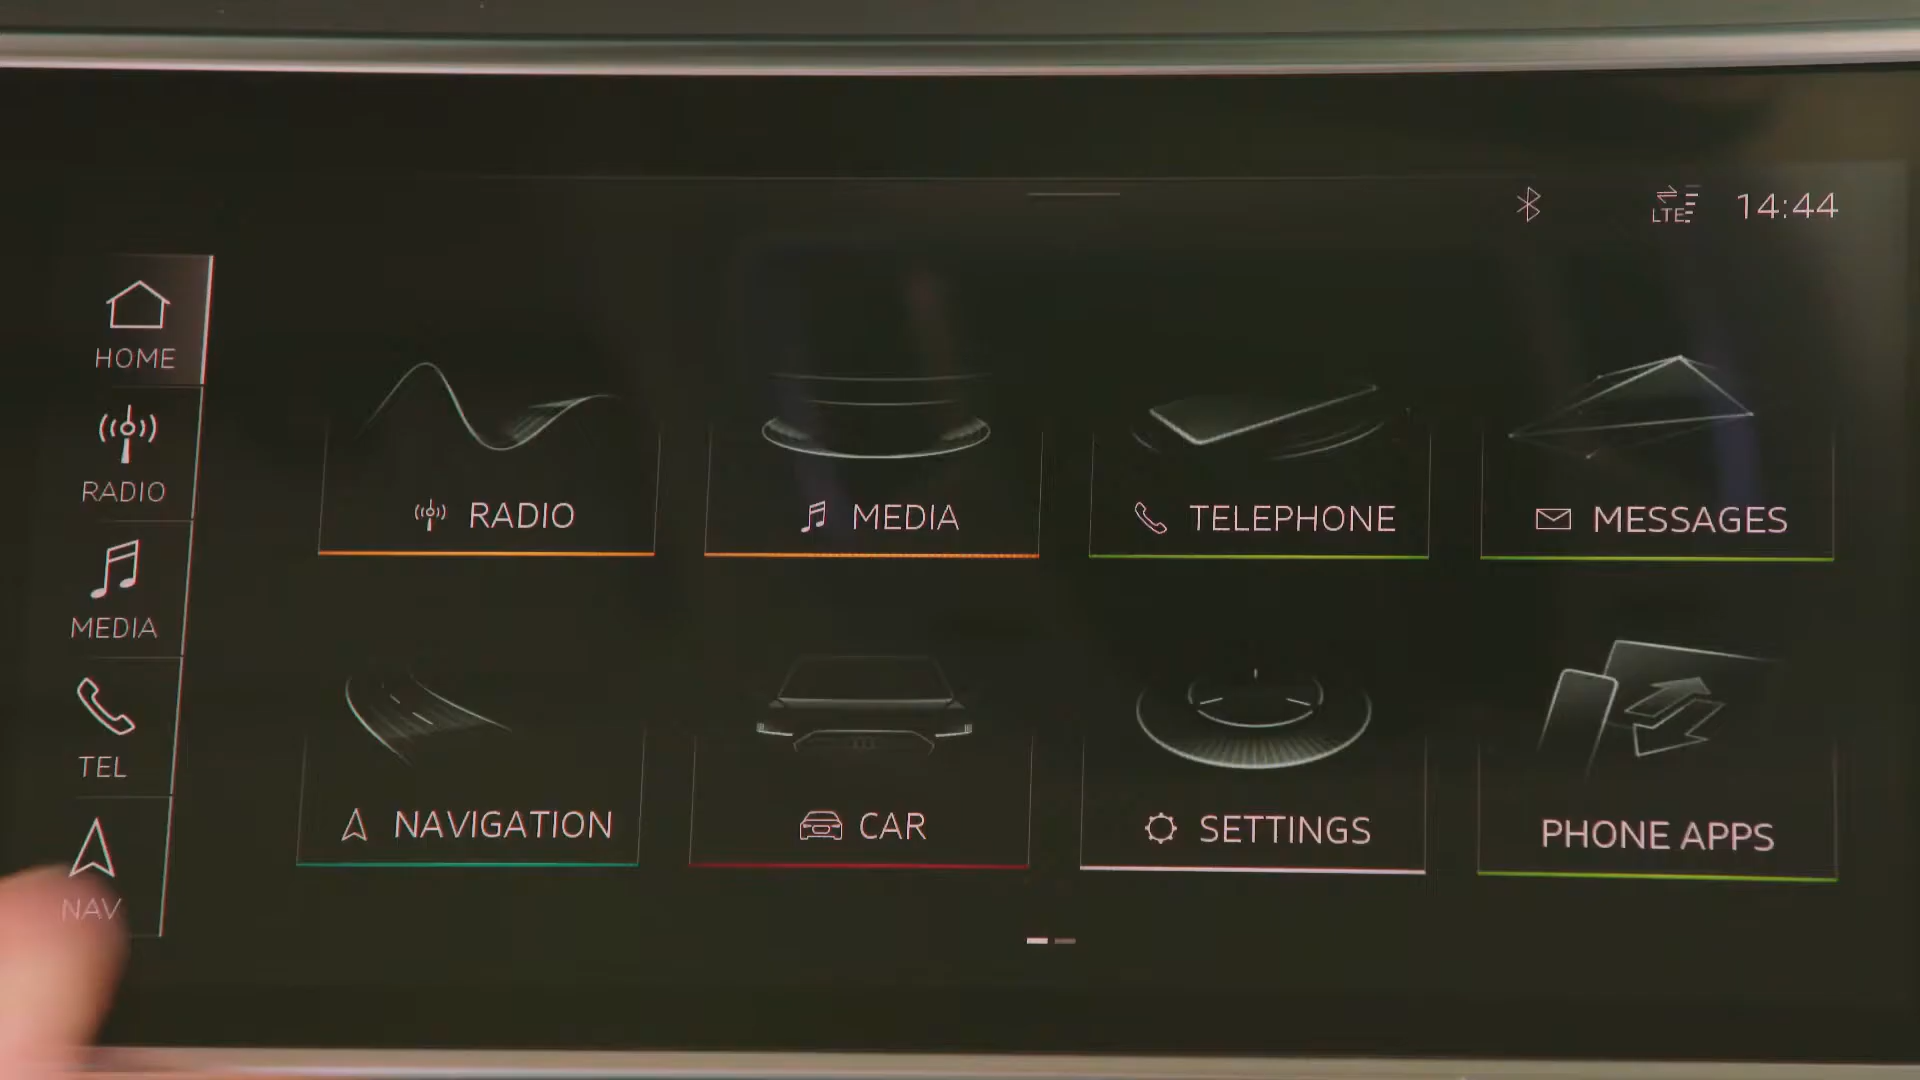 LTE 14:44
HOME
RADIO
MEDIA
TEL
NAV
RADIO
MEDIA
TELEPHONE
MESSAGES
NAVIGATION
CAR
SETTINGS
PHONE APPS